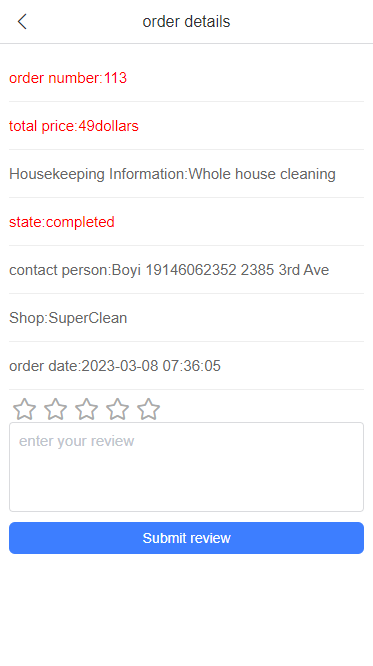 order details
order number:113
total price:49dollars
Housekeeping Information:Whole house cleaning
state:completed
contact person:Boyi 19146062352 2385 3rd Ave
Shop:SuperClean
order date:2023-03-08 07:36:05
enter your review
Submit review